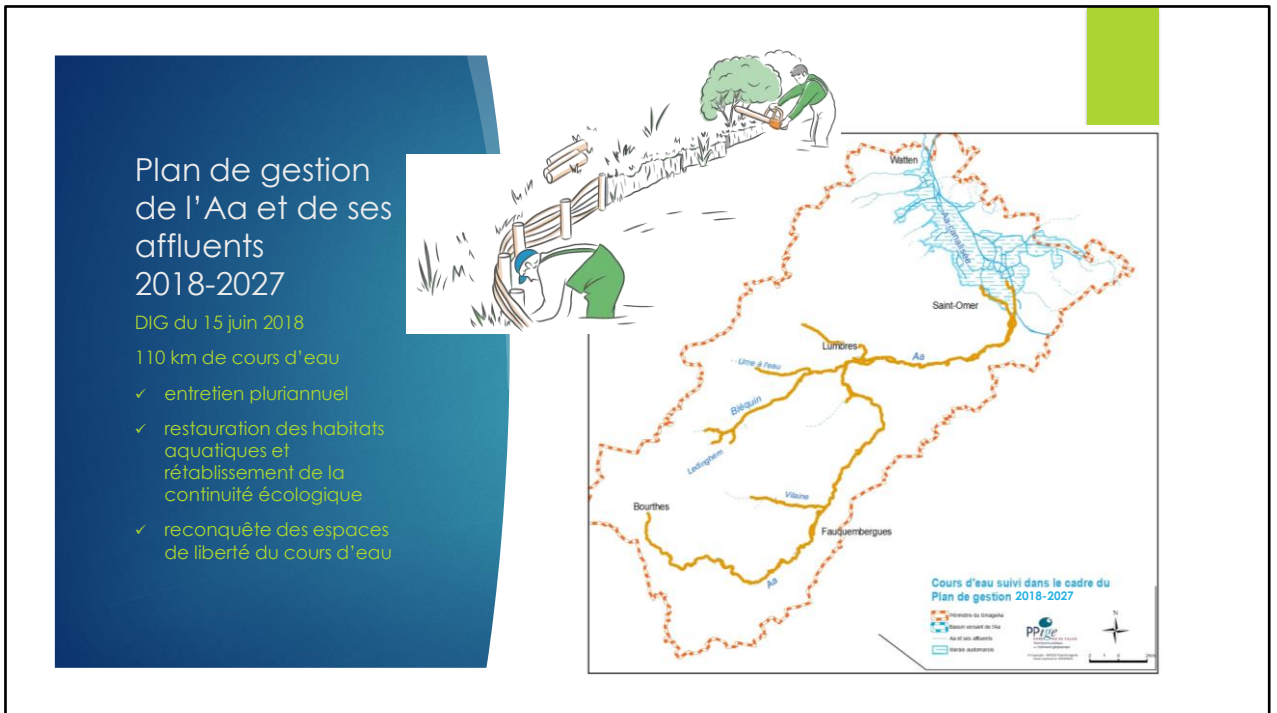 Plan de gestion
de l'Aa et de ses
affluents
2018-2027
DIG du 15 juin 2018
110 km de cours d'eau
✓ entretien pluriannuel
✓ restauration des habitats
aquatiques et
rétablissement de la
continuité écologique
✓ reconquête des espaces
de liberté du cours d'eau
Watten
Aa canalisée
Saint-Omer
Lumbres
Aa
Urne à l'eau
Bléquin
Ledinghem
Vilaine
Bourthes
Fauquembergues
Aa
Cours d'eau suivi dans le cadre du
Plan de gestion 2018-2027
Périmètre du Smageaa
Bassin versant de l'Aa
Aa et ses affluents
Marais audomarois
N
PPige